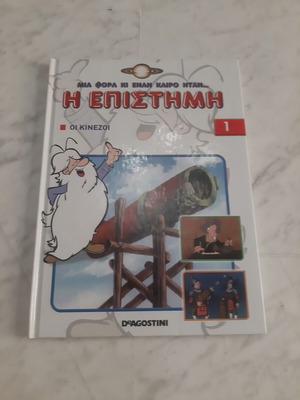 ΜΙΑ ΦΟΡΑ ΚΙ ΕΝΑΝ ΚΑΙΡΟ ΗΤΑΝ...
Η ΕΠΙΣΤΗΜΗ
ΟΙ ΚΙΝΕΖΟΙ
1
DEAGOSTINI